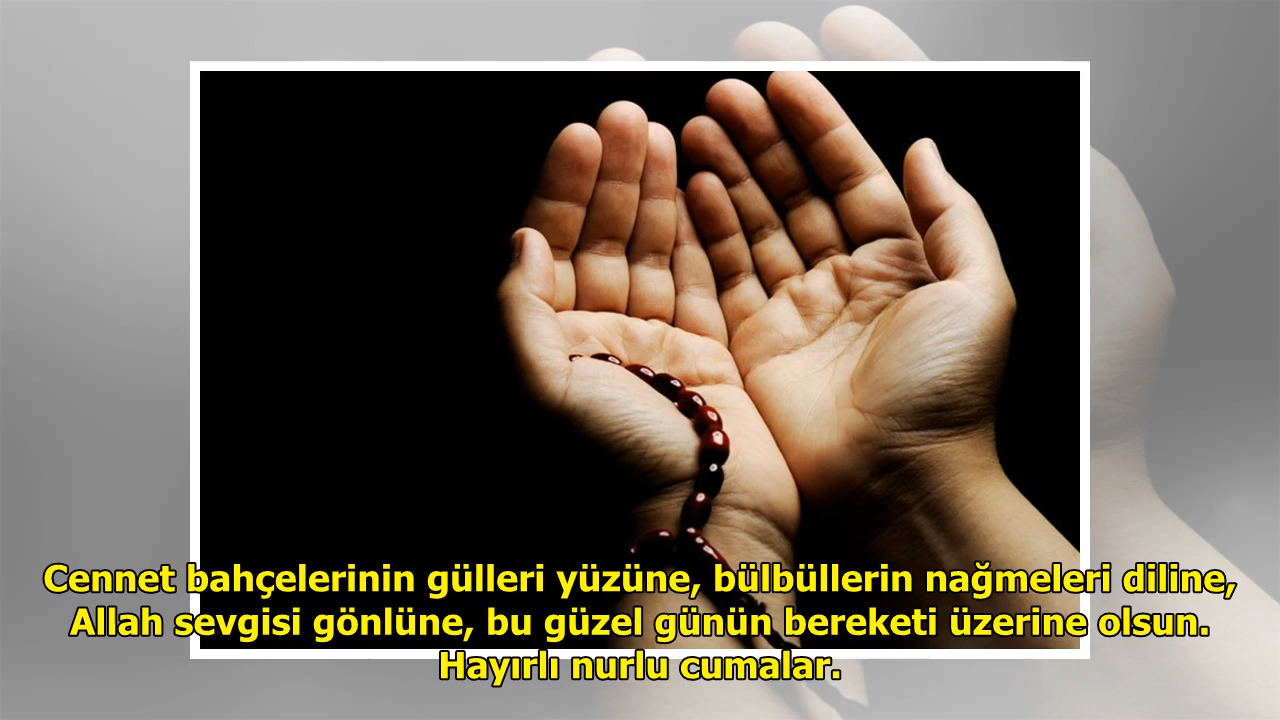 Cennet bahçelerinin gülleri yüzüne, bülbüllerin nağmeleri diline,
Allah sevgisi gönlüne, bu güzel günün bereketi üzerine olsun.
Hayırlı nurlu cumalar.